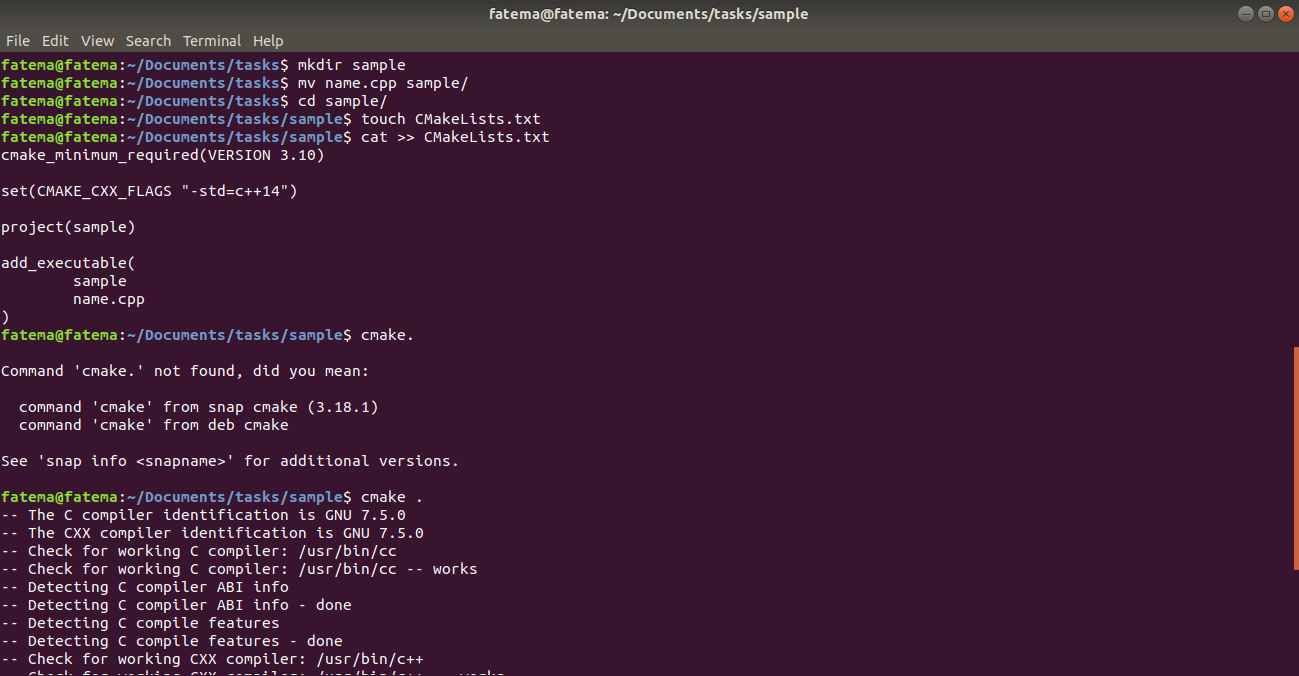 fatema@fatema: ~/Documents/tasks/sample
File Edit View Search Terminal Help
fatema@fatema:~/Documents/tasks$ mkdir sample
fatema@fatema:~/Documents/tasks$ mv name.cpp sample/
fatema@fatema:~/Documents/tasks$ cd sample/
fatema@fatema:~/Documents/tasks/sample$ touch CMakeLists.txt
fatema@fatema:~/Documents/tasks/sample$ cat >> CMakeLists.txt
cmake_minimum_required(VERSION 3.10)
set(CMAKE_CXX_FLAGS "-std=c++14")
project(sample)
add_executable(
        sample
        name.cpp
)
fatema@fatema:~/Documents/tasks/sample$ cmake.
Command 'cmake.' not found, did you mean:
  command 'cmake' from snap cmake (3.18.1)
  command 'cmake' from deb cmake
See 'snap info <snapname>' for additional versions.
fatema@fatema:~/Documents/tasks/sample$ cmake .
-- The C compiler identification is GNU 7.5.0
-- The CXX compiler identification is GNU 7.5.0
-- Check for working C compiler: /usr/bin/cc
-- Check for working C compiler: /usr/bin/cc -- works
-- Detecting C compiler ABI info
-- Detecting C compiler ABI info - done
-- Detecting C compile features
-- Detecting C compile features - done
-- Check for working CXX compiler: /usr/bin/c++